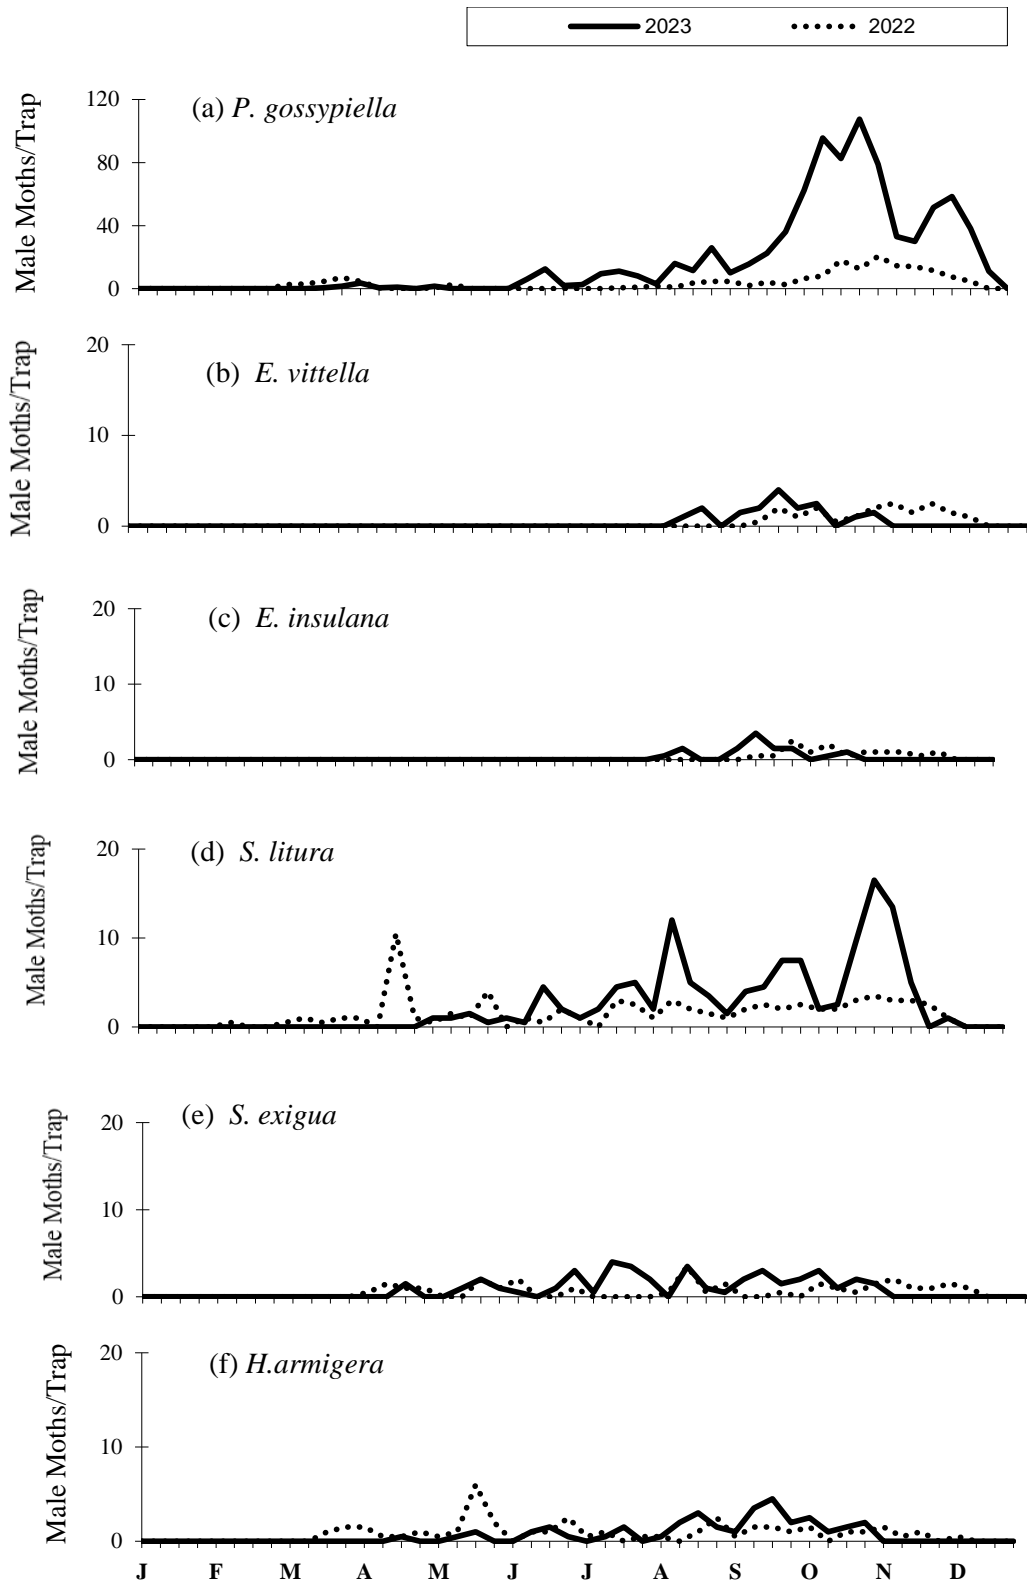 2023 2022
(a) P. gossypiella
Male Moths/Trap
120
80
40
0
(b) E. vittella
Male Moths/Trap
20
10
0
(c) E. insulana
Male Moths/Trap
20
10
0
(d) S. litura
Male Moths/Trap
20
10
0
(e) S. exigua
Male Moths/Trap
20
10
0
(f) H.armigera
Male Moths/Trap
20
10
0
J F M A M J J A S O N D